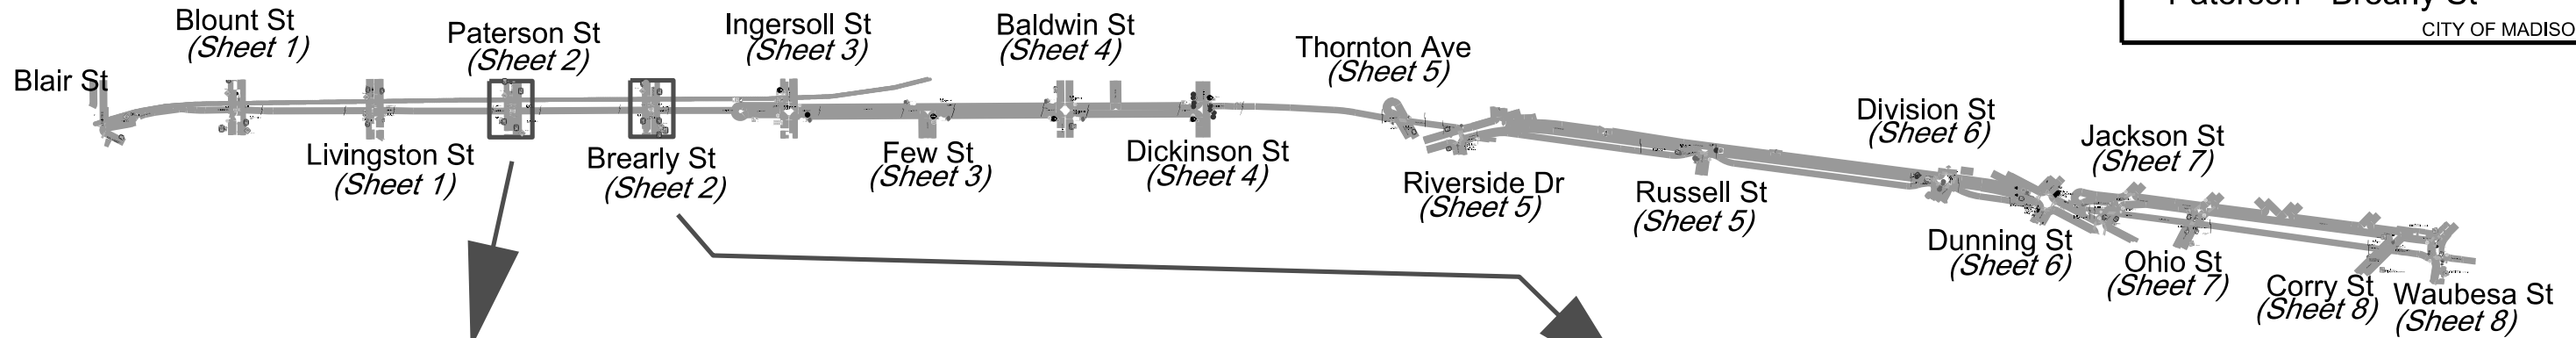 Blair St
Blount St
(Sheet 1)
Livingston St
(Sheet 1)
Paterson St
(Sheet 2)
Brearly St
(Sheet 2)
Ingersoll St
(Sheet 3)
Few St
(Sheet 3)
Baldwin St
(Sheet 4)
Dickinson St
(Sheet 4)
Thornton Ave
(Sheet 5)
Riverside Dr
(Sheet 5)
Russell St
(Sheet 5)
Division St
(Sheet 6)
Dunning St
(Sheet 6)
Jackson St
(Sheet 7)
Ohio St
(Sheet 7)
Corry St
(Sheet 8)
Waubesa St
(Sheet 8)
Paterson - Brearly St
CITY OF MADISO